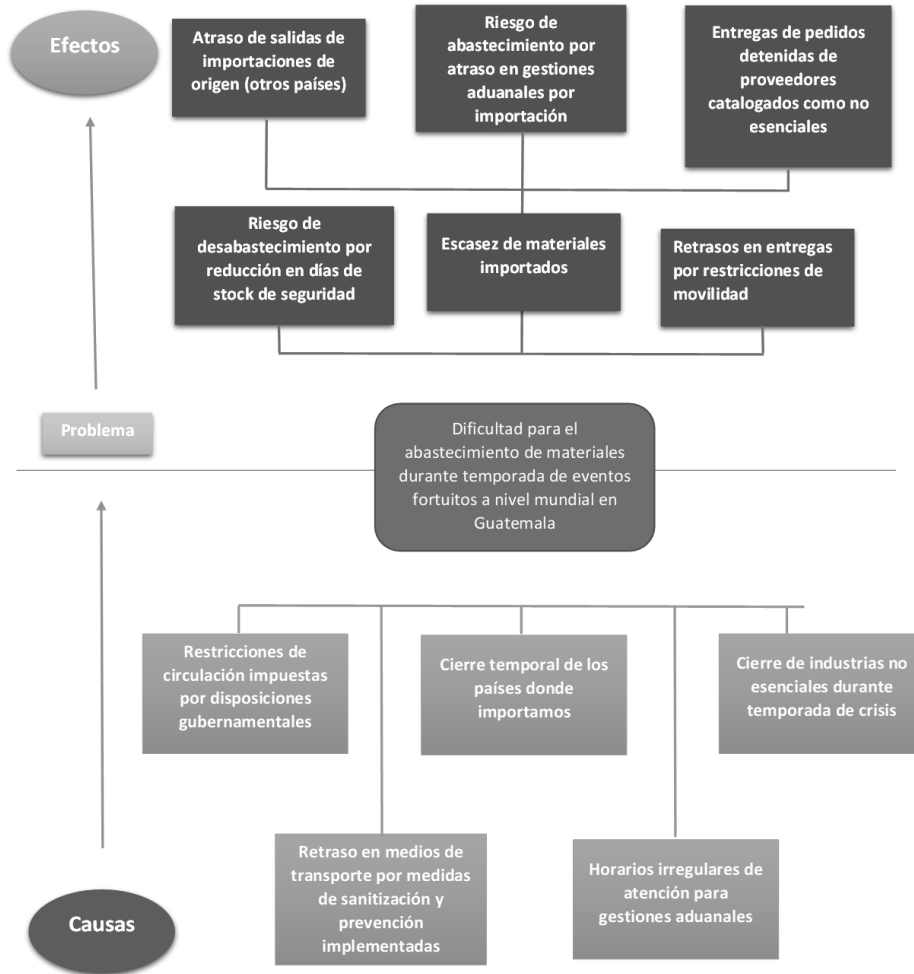 Efectos
Atraso de salidas de
importaciones de
origen (otros países)
Riesgo de
abastecimiento por
atraso en gestiones
aduanales por
importación
Entregas de pedidos
detenidas de
proveedores
catalogados como no
esenciales
Riesgo de
desabastecimiento por
reducción en días de
stock de seguridad
Escasez de materiales
importados
Retrasos en entregas
por restricciones de
movilidad
Problema
Dificultad para el
abastecimiento de materiales
durante temporada de eventos
fortuitos a nivel mundial en
Guatemala
Restricciones de
circulación impuestas
por disposiciones
gubernamentales
Cierre temporal de los
países donde
importamos
Cierre de industrias no
esenciales durante
temporada de crisis
Retraso en medios de
transporte por medidas
de sanitización y
prevención
implementadas
Horarios irregulares de
atención para
gestiones aduanales
Causas